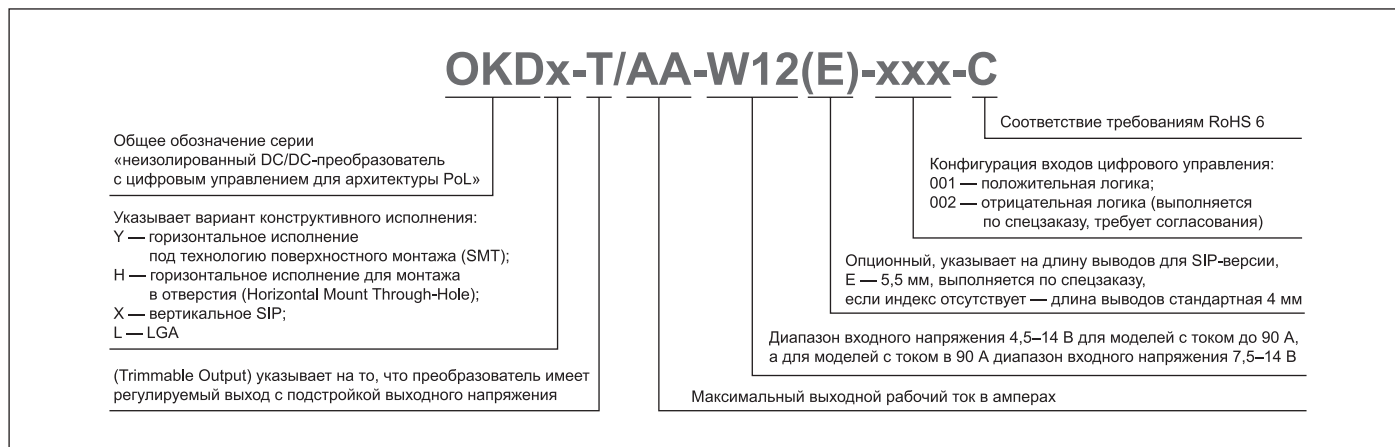 OKDx-T/AA-W12(E)-xxx-C
Общее обозначение серии
«неизолированный DC/DC-преобразователь
с цифровым управлением для архитектуры PoL»
Указывает вариант конструктивного исполнения:
Y — горизонтальное исполнение
под технологию поверхностного монтажа (SMT);
H — горизонтальное исполнение для монтажа
в отверстия (Horizontal Mount Through-Hole);
X — вертикальное SIP;
L — LGA
(Trimmable Output) указывает на то, что преобразователь имеет
регулируемый выход с подстройкой выходного напряжения
Соответствие требованиям RoHS 6
Конфигурация входов цифрового управления:
001 — положительная логика;
002 — отрицательная логика (выполняется
по спецзаказу, требует согласования)
Опционный, указывает на длину выводов для SIP-версии,
E — 5,5 мм, выполняется по спецзаказу,
если индекс отсутствует — длина выводов стандартная 4 мм
Диапазон входного напряжения 4,5–14 В для моделей с током до 90 А,
а для моделей с током в 90 А диапазон входного напряжения 7,5–14 В
Максимальный выходной рабочий ток в амперах